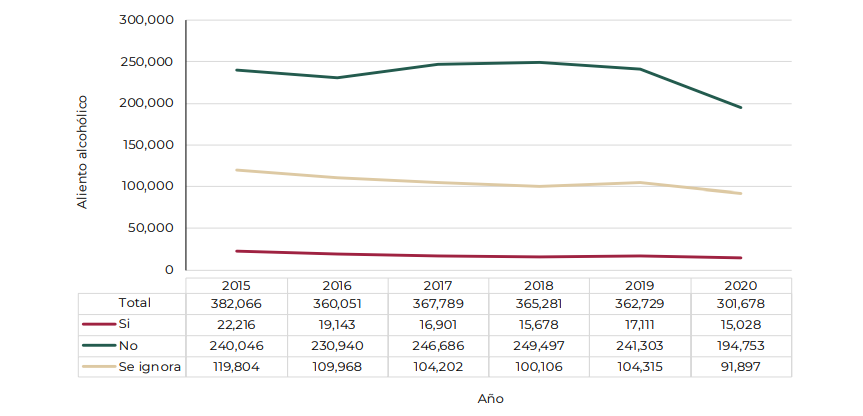 300,000
250,000
200,000
150,000
100,000
50,000
0
Aliento alcohólico
2015 2016 2017 2018 2019 2020
Total 382,066 360,051 367,789 365,281 362,729 301,678
Si 22,216 19,143 16,901 15,678 17,111 15,028
No 240,046 230,940 246,686 249,497 241,303 194,753
Se ignora 119,804 109,968 104,202 100,106 104,315 91,897
Año